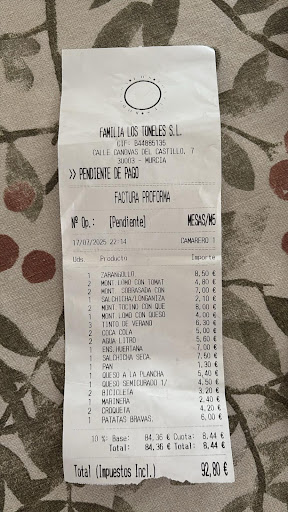 FAMILIA LOS TONELES S.L.
CIF: B44885135
CALLE CANOVAS DEL CASTILLO, 7
30003 - MURCIA
>> PENDIENTE DE PAGO
FACTURA PROFORMA
Nº Op.: [Pendiente] MESAS/M5
17/07/2025 22:14 CAMARERO 1
Uds. Producto Importe
1 ZARANGOLLO 8,50 €
2 MONT.LOMO CON TOMAT 4,80 €
2 MONT. SOBRASADA CON 7,00 €
1 SALCHICHA/LONGANIZA 2,10 €
2 MONT TOCINO CON QUE 8,00 €
1 MONT.LOMO CON QUESO 4,00 €
3 TINTO DE VERANO 6,30 €
2 COCA COLA 5,00 €
2 AGUA LITRO 5,60 €
1 ENS.HUERTANA 7,00 €
1 SALCHICHA SECA. 7,50 €
1 PAN 1,30 €
1 QUESO A LA PLANCHA 5,40 €
1 QUESO SEMICURADO 1/ 4,50 €
2 BICICLETA 3,20 €
1 MARINERA 2,40 €
2 CROQUETA 4,20 €
1 PATATAS BRAVAS. 6,00 €
10 %: Base: 84,36 € Cuota: 8,44 €
Total: 84,36 € Total: 8,44 €
Total (Impuestos Incl.) 92,80 €